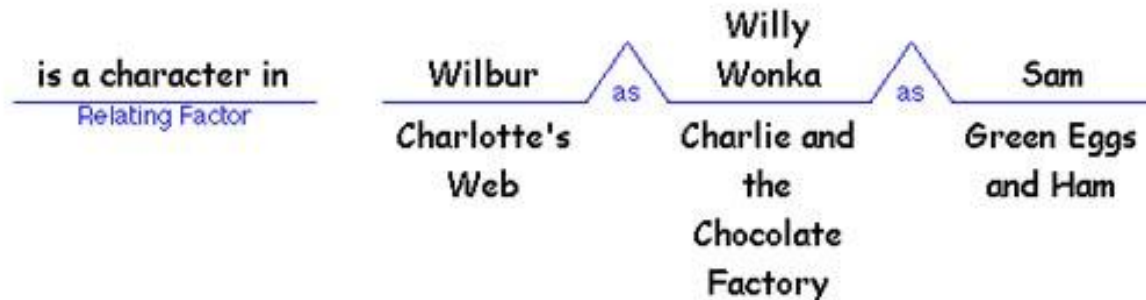 is a character in
Relating Factor
Wilbur
as
Willy
Wonka
as
Sam
Charlotte's
Web
Charlie and
the
Chocolate
Factory
Green Eggs
and Ham